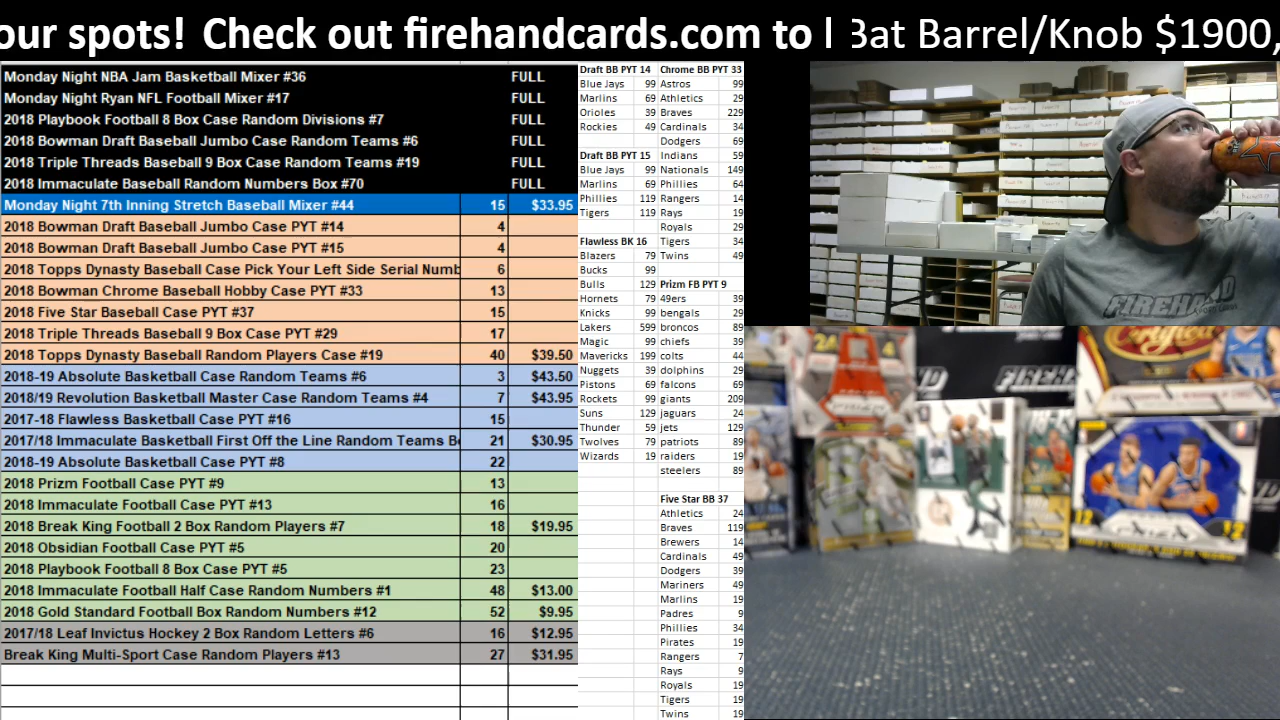 our spots! Check out firehandcards.com to l Bat Barrel/Knob $1900,
Monday Night NBA Jam Basketball Mixer #36 FULL
Monday Night Ryan NFL Football Mixer #17 FULL
2018 Playbook Football 8 Box Case Random Divisions #7 FULL
2018 Bowman Draft Baseball Jumbo Case Random Teams #6 FULL
2018 Triple Threads Baseball 9 Box Case Random Teams #19 FULL
2018 Immaculate Baseball Random Numbers Box #70 FULL
Monday Night 7th Inning Stretch Baseball Mixer #44 15 $33.95
2018 Bowman Draft Baseball Jumbo Case PYT #14 4
2018 Bowman Draft Baseball Jumbo Case PYT #15 4
2018 Topps Dynasty Baseball Case Pick Your Left Side Serial Numb 6
2018 Bowman Chrome Baseball Hobby Case PYT #33 13
2018 Five Star Baseball Case PYT #37 15
2018 Triple Threads Baseball 9 Box Case PYT #29 17
2018 Topps Dynasty Baseball Random Players Case #19 40 $39.50
2018-19 Absolute Basketball Case Random Teams #6 3 $43.50
2018/19 Revolution Basketball Master Case Random Teams #4 7 $43.95
2017-18 Flawless Basketball Case PYT #16 15
2017/18 Immaculate Basketball First Off the Line Random Teams Bo 21 $30.95
2018-19 Absolute Basketball Case PYT #8 22
2018 Prizm Football Case PYT #9 13
2018 Immaculate Football Case PYT #13 16
2018 Break King Football 2 Box Random Players #7 18 $19.95
2018 Obsidian Football Case PYT #5 20
2018 Playbook Football 8 Box Case PYT #5 23
2018 Immaculate Football Half Case Random Numbers #1 48 $13.00
2018 Gold Standard Football Box Random Numbers #12 52 $9.95
2017/18 Leaf Invictus Hockey 2 Box Random Letters #6 16 $12.95
Break King Multi-Sport Case Random Players #13 27 $31.95
Draft BB PYT 14
Blue Jays 99
Marlins 69
Orioles 39
Rockies 49
Draft BB PYT 15
Blue Jays 99
Marlins 69
Phillies 119
Tigers 119
Flawless BK 16
Blazers 79
Bucks 99
Bulls 129
Hornets 79
Knicks 99
Lakers 599
Magic 99
Mavericks 199
Nuggets 39
Pistons 69
Rockets 99
Suns 129
Thunder 59
Twolves 79
Wizards 19
Chrome BB PYT 33
Astros 99
Athletics 29
Braves 229
Cardinals 34
Dodgers 69
Indians 59
Nationals 149
Phillies 64
Rangers 14
Rays 19
Royals 29
Tigers 34
Twins 49
Prizm FB PYT 9
49ers 39
bengals 29
broncos 89
chiefs 39
colts 44
dolphins 29
falcons 69
giants 209
jaguars 24
jets 129
patriots 89
raiders 19
steelers 89
Five Star BB 37
Athletics 24
Braves 119
Brewers 14
Cardinals 49
Dodgers 39
Mariners 49
Marlins 19
Padres 9
Phillies 34
Pirates 19
Rangers 7
Rays 9
Royals 19
Tigers 19
Twins 19
FIREHAND
Certified
FIREHAND
PRIZM
12
12